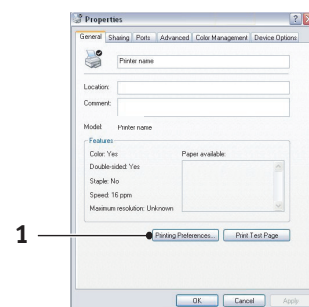 Properties
General Sharing Ports Advanced Color Management Device Options
Printer name
Location:
Comment:
Model: Printer name
Features
Color: Yes Paper available:
Double-sided: Yes
Staple: No
Speed: 16 ppm
Maximum resolution: Unknown
1
Printing Preferences... Print Test Page
OK Cancel Apply